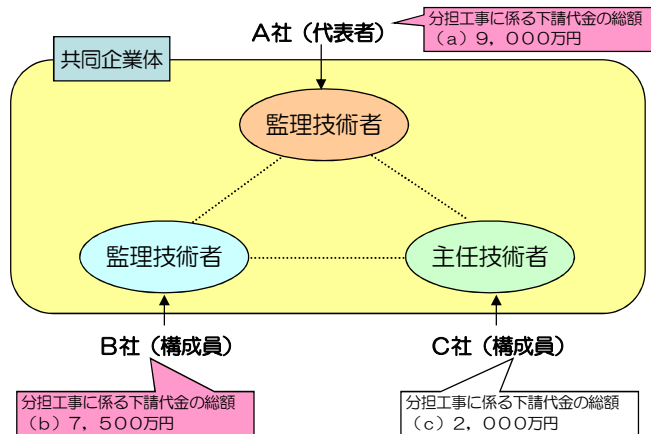 A社(代表者)
分担工事に係る下請代金の総額
(a)9,000万円
共同企業体
監理技術者
監理技術者
主任技術者
B社(構成員)
C社(構成員)
分担工事に係る下請代金の総額
(b)7,500万円
分担工事に係る下請代金の総額
(c)2,000万円